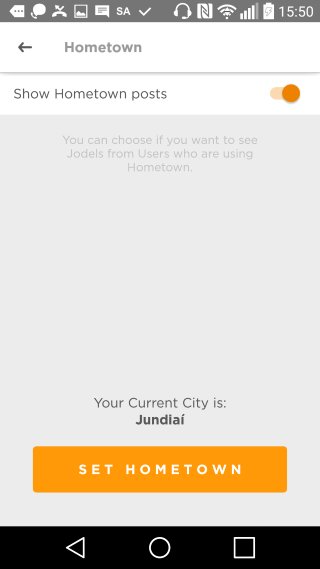 SA 15:50
Hometown
Show Hometown posts
You can choose if you want to see
Jodels from Users who are using
Hometown.
Your Current City is:
Jundiaí
SET HOMETOWN